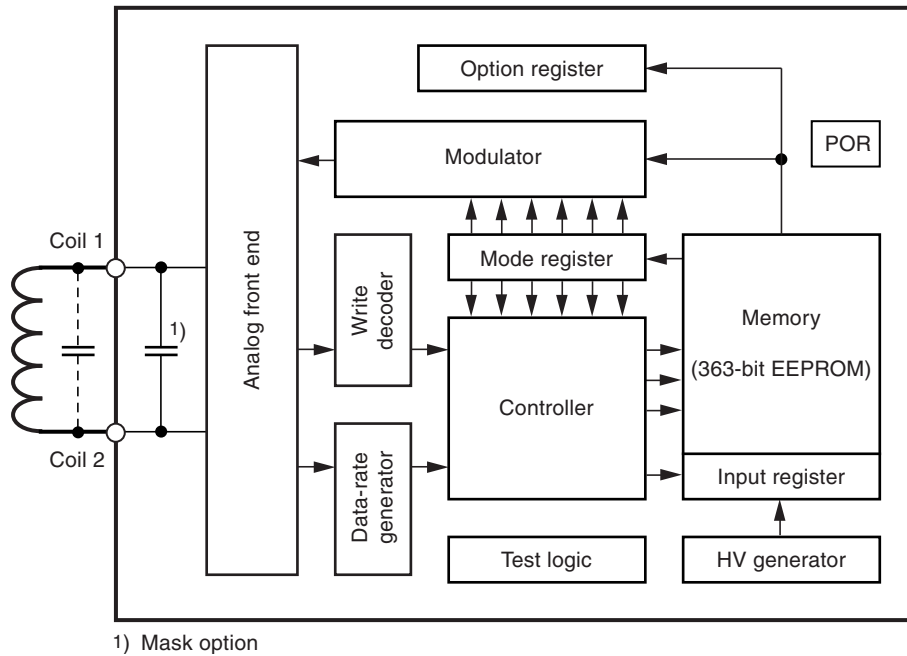 Option register
Modulator
POR
Coil 1
Analog front end
Write
decoder
Mode register
Memory
(363-bit EEPROM)
1)
Controller
Coil 2
Data-rate
generator
Input register
Test logic
HV generator
1) Mask option